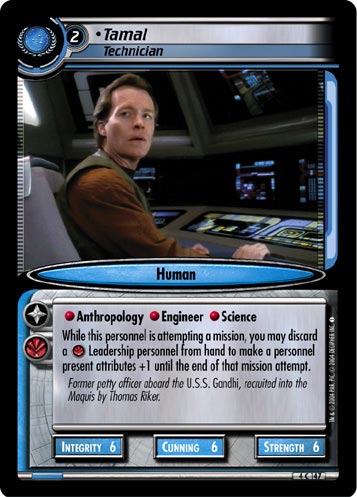 2 •Tamal
Technician
Human
• Anthropology • Engineer • Science
While this personnel is attempting a mission, you may discard
a Leadership personnel from hand to make a personnel
present attributes +1 until the end of that mission attempt.
Former petty officer aboard the U.S.S. Gandhi, recruited into the
Maquis by Thomas Riker.
INTEGRITY 6 CUNNING 6 STRENGTH 6
4 C 147